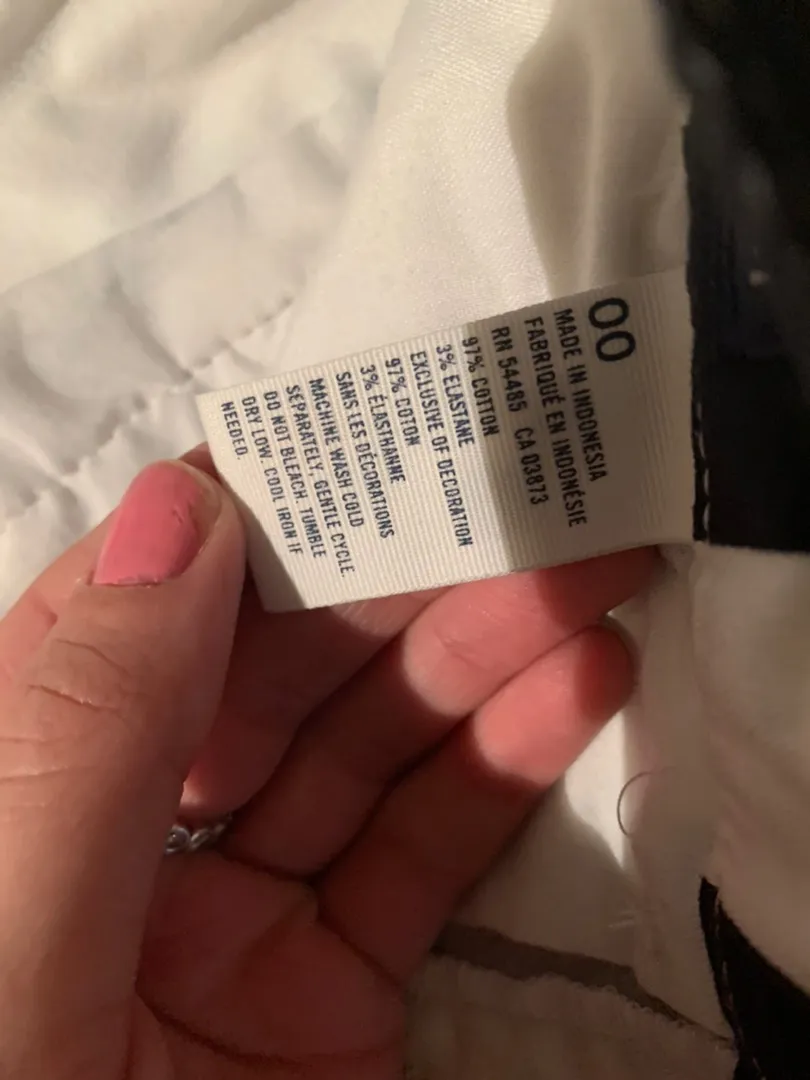 00
MADE IN INDONESIA
FABRIQUÉ EN INDONÉSIE
RN 54485 CA 03873
97% COTTON
3% ELASTANE
EXCLUSIVE OF DECORATION
97% COTON
3% ÉLASTHANNE
SANS LES DÉCORATIONS
MACHINE WASH COLD
SEPARATELY, GENTLE CYCLE.
DO NOT BLEACH. TUMBLE
DRY LOW. COOL IRON IF
NEEDED.